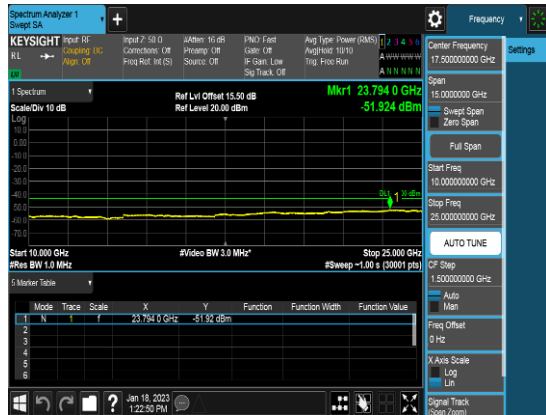 Spectrum Analyzer 1
Swept SA
+
Frequency
KEYSIGHT
RL
Input: RF
Coupling: DC
Align: Off
Input Z: 50 Ω
Corrections: Off
Freq Ref: Int (S)
#Atten: 16 dB
Preamp: Off
Source: Off
PNO: Fast
Gate: Off
IF Gain: Low
Sig Track: Off
Avg Type: Power (RMS)
Avg|Hold: 10/10
Trig: Free Run
1 2 3 4 5 6
A W W W W W
A N N N N N
1 Spectrum
Scale/Div 10 dB
Ref Lvl Offset 15.50 dB
Ref Level 20.00 dBm
Mkr1 23.794 0 GHz
-51.924 dBm
Log
10.0
0.00
-10.0
-20.0
-30.0
-40.0
-50.0
-60.0
-70.0
DL1
1
Start 10.000 GHz
#Res BW 1.0 MHz
#Video BW 3.0 MHz*
Stop 25.000 GHz
#Sweep ~1.00 s (30001 pts)
5 Marker Table
Mode Trace Scale X Y Function Function Width Function Value
1 N 1 f 23.794 0 GHz -51.92 dBm
2
3
4
5
6
Jan 18, 2023
1:22:50 PM
Center Frequency
17.500000000 GHz
Settings
Span
15.0000000 GHz
Swept Span
Zero Span
Full Span
Start Freq
10.000000000 GHz
Stop Freq
25.000000000 GHz
AUTO TUNE
CF Step
1.500000000 GHz
Auto
Man
Freq Offset
0 Hz
X Axis Scale
Log
Lin
Signal Track
(Span Zoom)